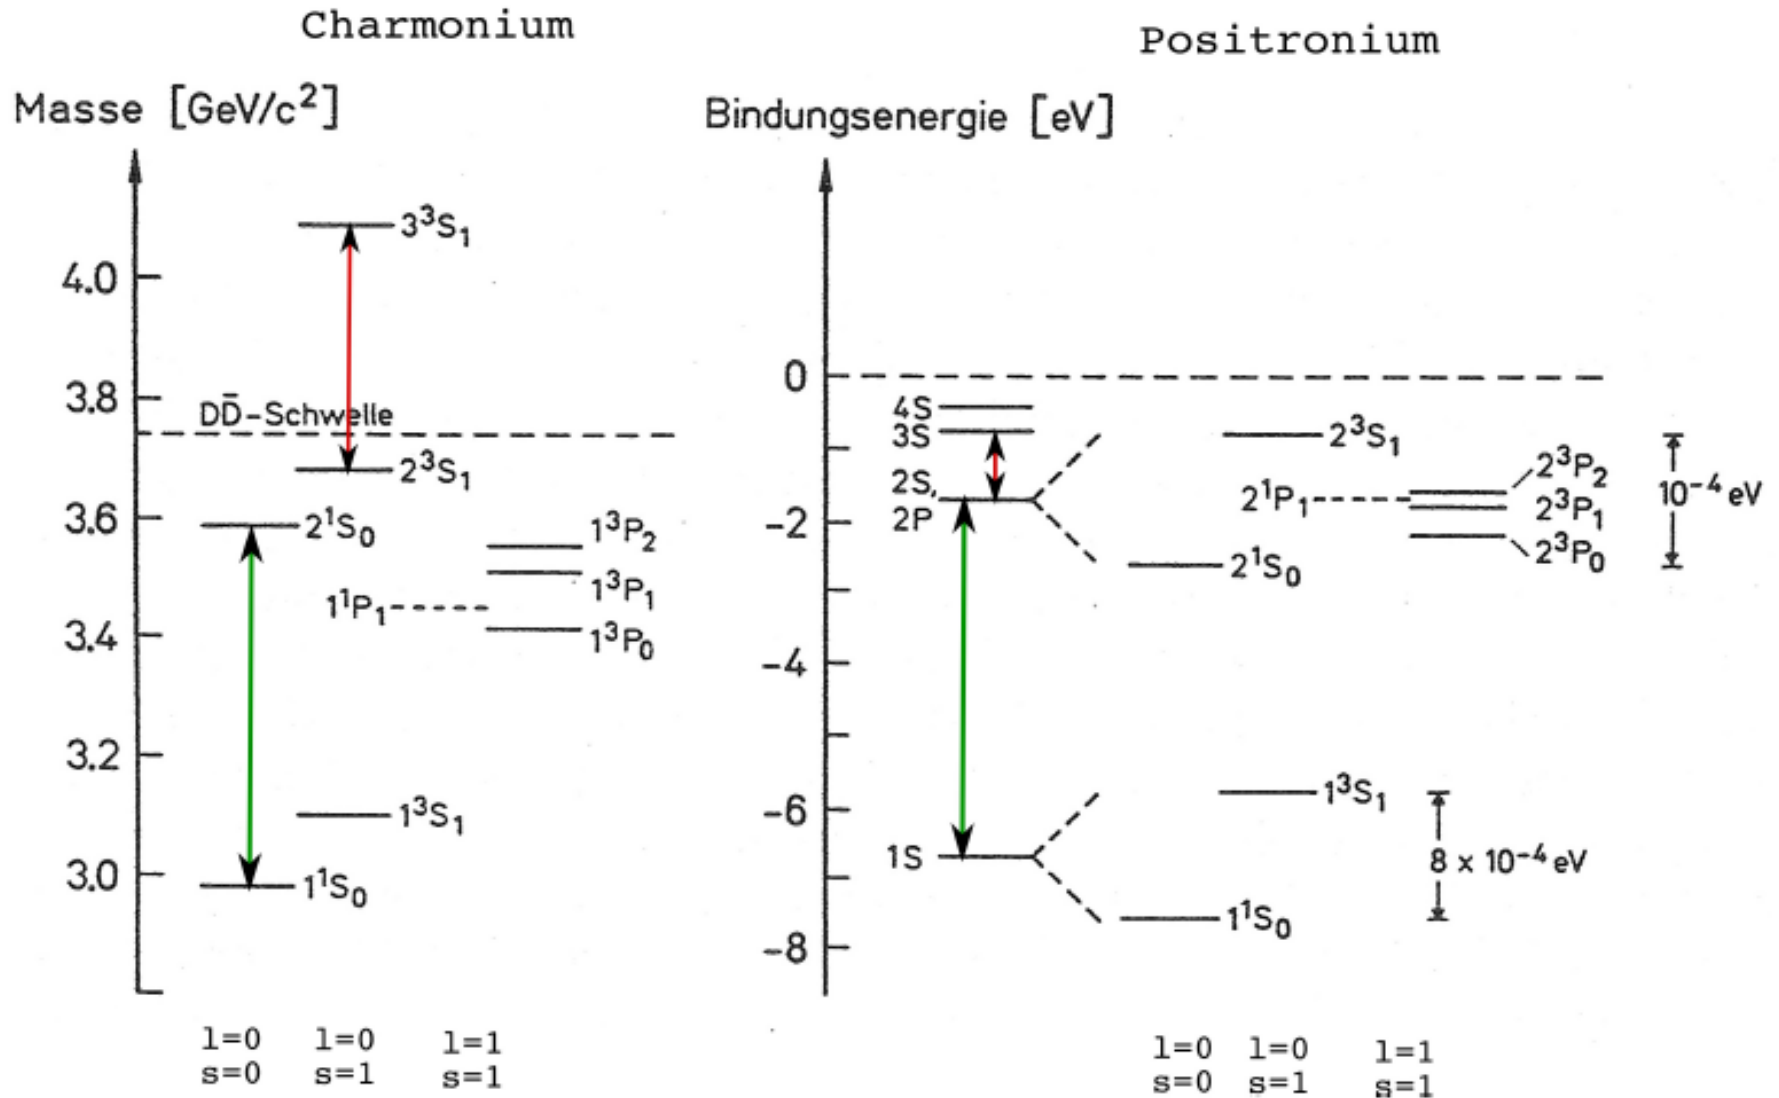 Charmonium
Masse [GeV/c²]
3³S₁
4.0
3.8
DD̄-Schwelle
2³S₁
3.6
2¹S₀
1³P₂
1³P₁
1¹P₁
3.4
1³P₀
3.2
1³S₁
3.0
1¹S₀
l=0 l=0 l=1
s=0 s=1 s=1
Positronium
Bindungsenergie [eV]
0
4S
3S
2³S₁
2³P₂
2S,
2P
2¹P₁
2³P₁
10⁻⁴ eV
-2
2³P₀
2¹S₀
-4
-6
1³S₁
1S
8 x 10⁻⁴ eV
1¹S₀
-8
l=0 l=0 l=1
s=0 s=1 s=1